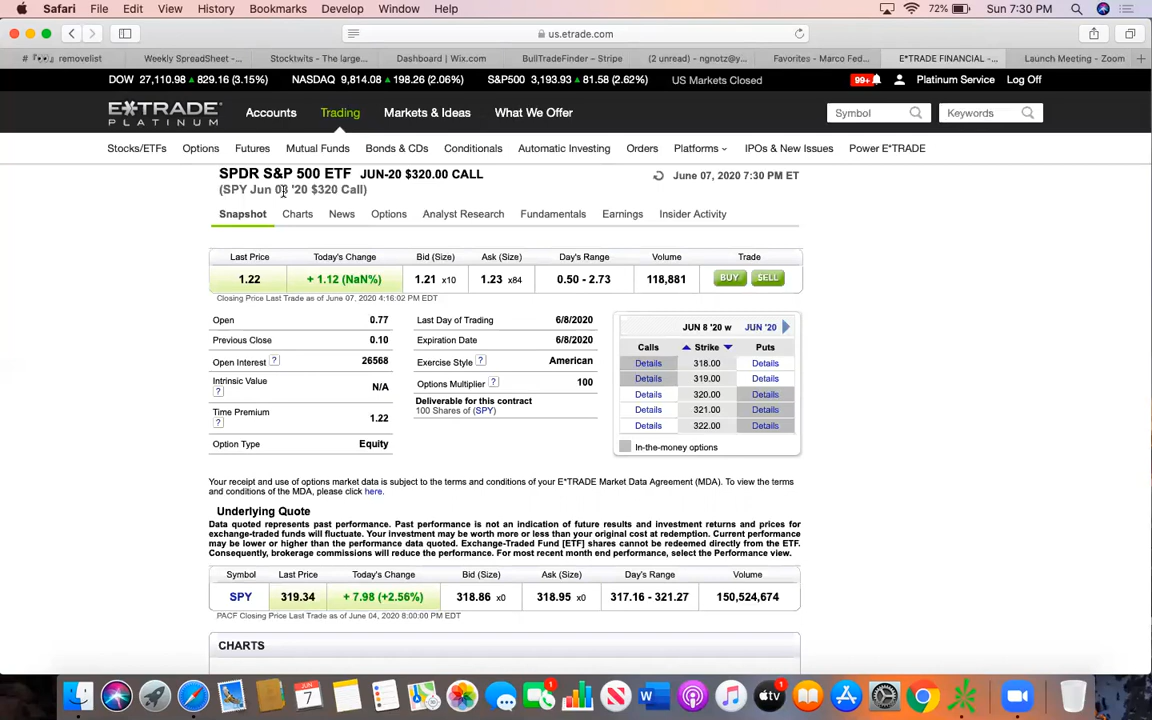 Safari File Edit View History Bookmarks Develop Window Help 72% Sun 7:30 PM
us.etrade.com
removelist Weekly SpreadSheet -... Stocktwits - The large... Dashboard | Wix.com BullTradeFinder – Stripe (2 unread) - ngnotz@y... Favorites – Marco Fed... E*TRADE FINANCIAL -... Launch Meeting - Zoom
DOW 27,110.98 829.16 (3.15%) NASDAQ 9,814.08 198.26 (2.06%) S&P500 3,193.93 81.58 (2.62%) US Markets Closed 99+ Platinum Service Log Off
E*TRADE PLATINUM Accounts Trading Markets & Ideas What We Offer Symbol Keywords
Stocks/ETFs Options Futures Mutual Funds Bonds & CDs Conditionals Automatic Investing Orders Platforms IPOs & New Issues Power E*TRADE
SPDR S&P 500 ETF JUN-20 $320.00 CALL June 07, 2020 7:30 PM ET
(SPY Jun 08 '20 $320 Call)
Snapshot Charts News Options Analyst Research Fundamentals Earnings Insider Activity
Last Price Today's Change Bid (Size) Ask (Size) Day's Range Volume Trade
1.22 + 1.12 (NaN%) 1.21 x10 1.23 x84 0.50 - 2.73 118,881 BUY SELL
Closing Price Last Trade as of June 07, 2020 4:16:02 PM EDT
Open 0.77 Last Day of Trading 6/8/2020 JUN 8 '20 w JUN '20
Previous Close 0.10 Expiration Date 6/8/2020 Calls Strike Puts
Open Interest ? 26568 Exercise Style ? American Details 318.00 Details
Intrinsic Value ? N/A Options Multiplier ? 100 Details 319.00 Details
Deliverable for this contract Details 320.00 Details
100 Shares of (SPY) Details 321.00 Details
Time Premium ? 1.22 Details 322.00 Details
Option Type Equity In-the-money options
Your receipt and use of options market data is subject to the terms and conditions of your E*TRADE Market Data Agreement (MDA). To view the terms
and conditions of the MDA, please click here.
Underlying Quote
Data quoted represents past performance. Past performance is not an indication of future results and investment returns and prices for
exchange-traded funds will fluctuate. Your investment may be worth more or less than your original cost at redemption. Current performance
may be lower or higher than the performance data quoted. Exchange-Traded Fund [ETF] shares cannot be redeemed directly from the ETF.
Consequently, brokerage commissions will reduce the performance. For most recent month end performance, select the Performance view.
Symbol Last Price Today's Change Bid (Size) Ask (Size) Day's Range Volume
SPY 319.34 + 7.98 (+2.56%) 318.86 x0 318.95 x0 317.16 - 321.27 150,524,674
PACF Closing Price Last Trade as of June 04, 2020 8:00:00 PM EDT
CHARTS